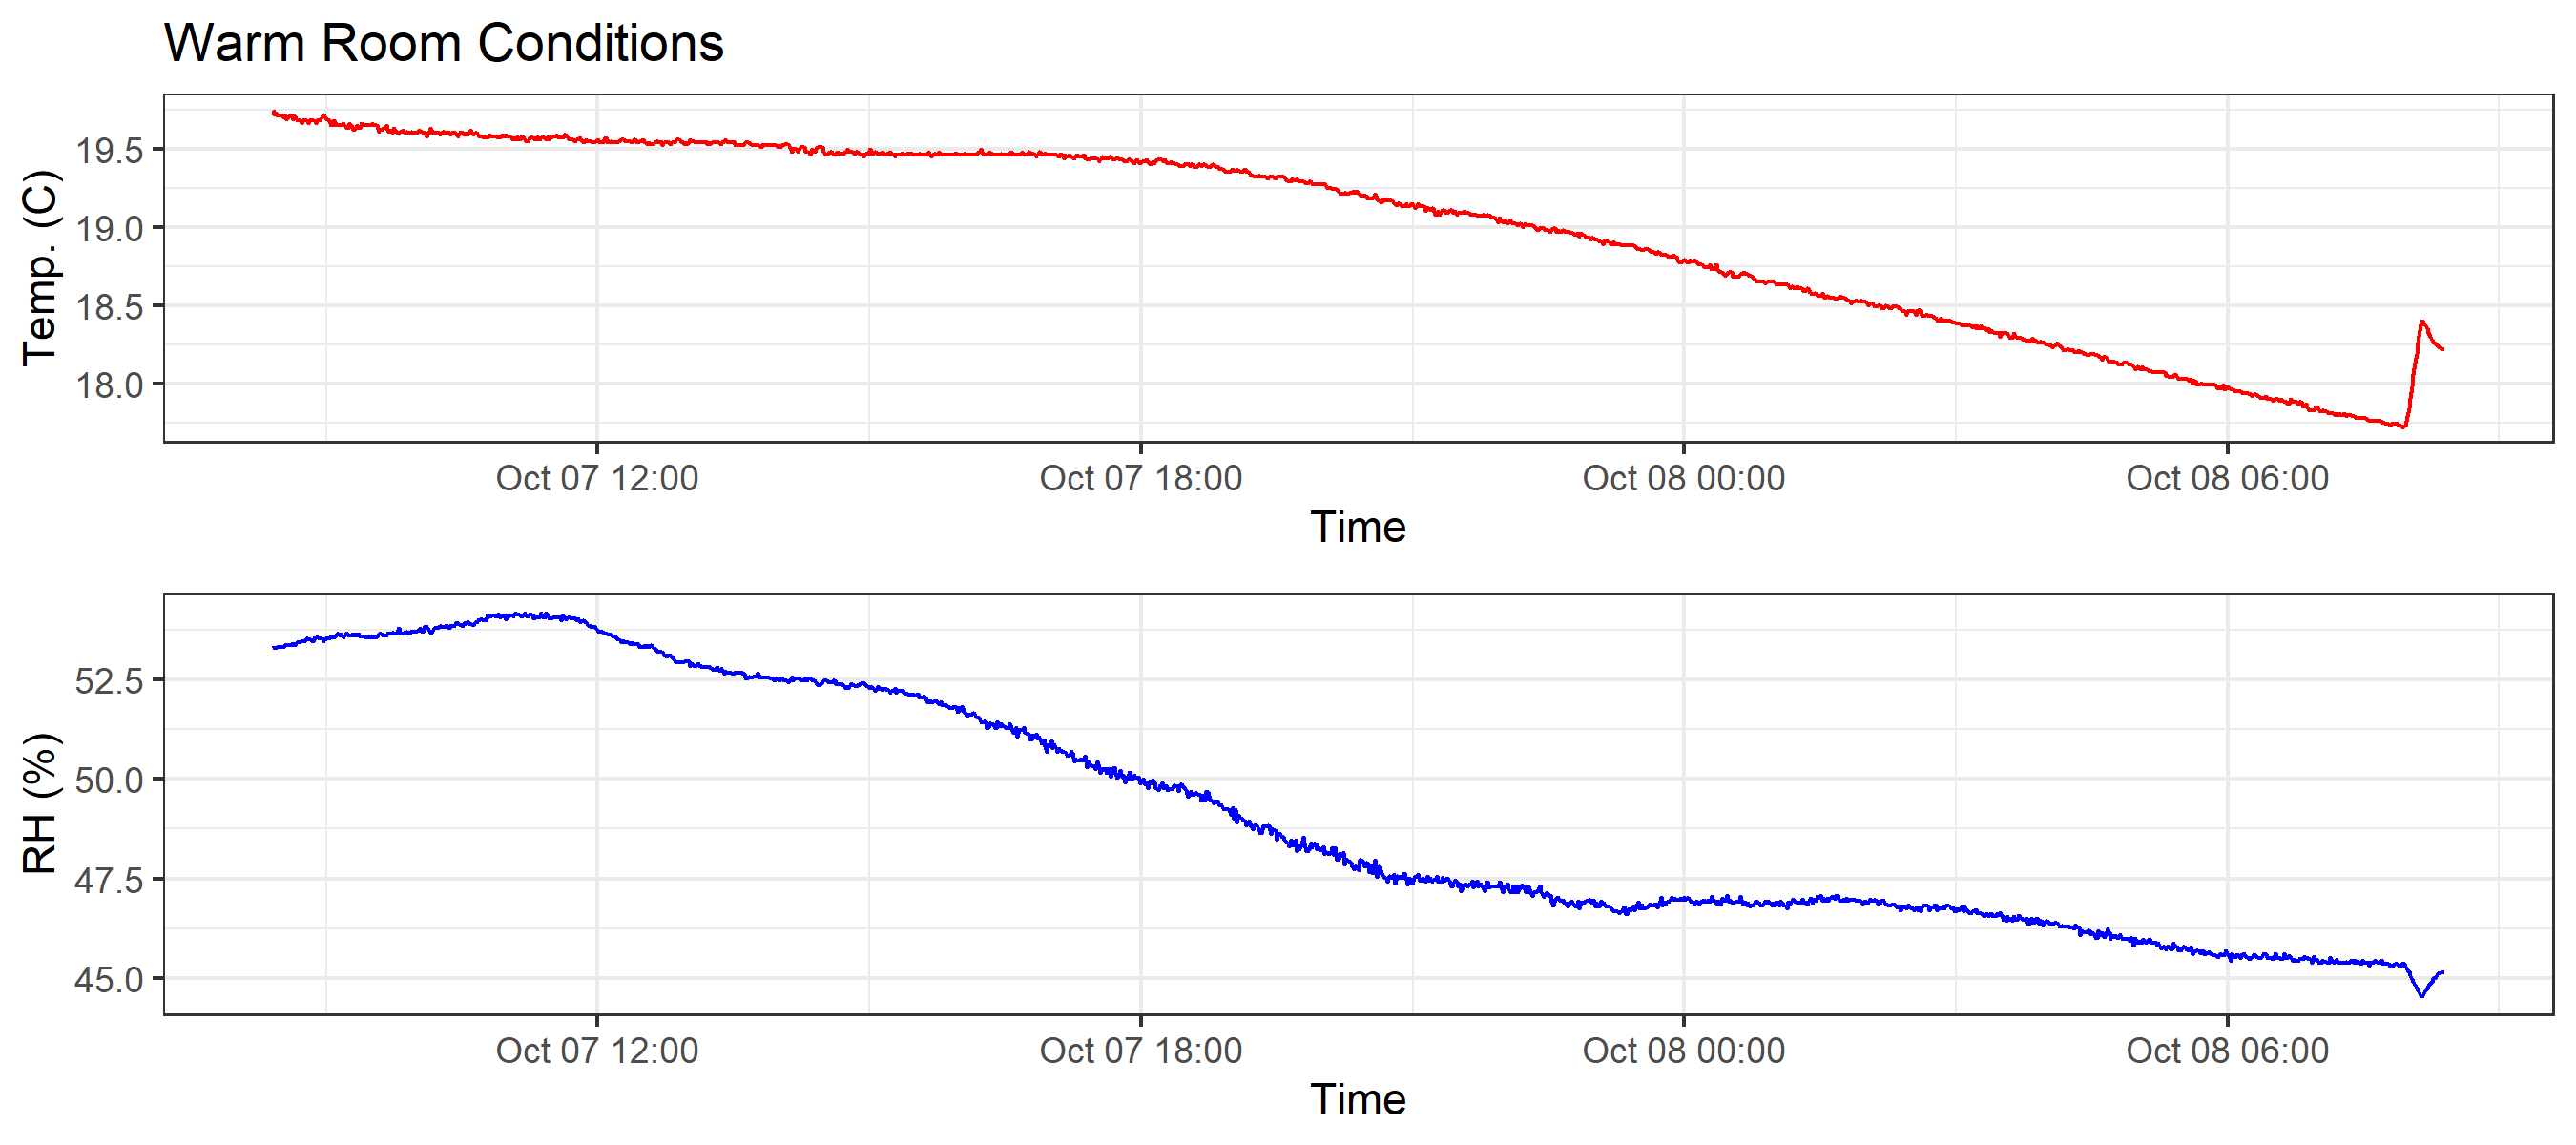 Warm Room Conditions
Temp. (C)
19.5
19.0
18.5
18.0
Oct 07 12:00 Oct 07 18:00 Oct 08 00:00 Oct 08 06:00
Time
RH (%)
52.5
50.0
47.5
45.0
Oct 07 12:00 Oct 07 18:00 Oct 08 00:00 Oct 08 06:00
Time